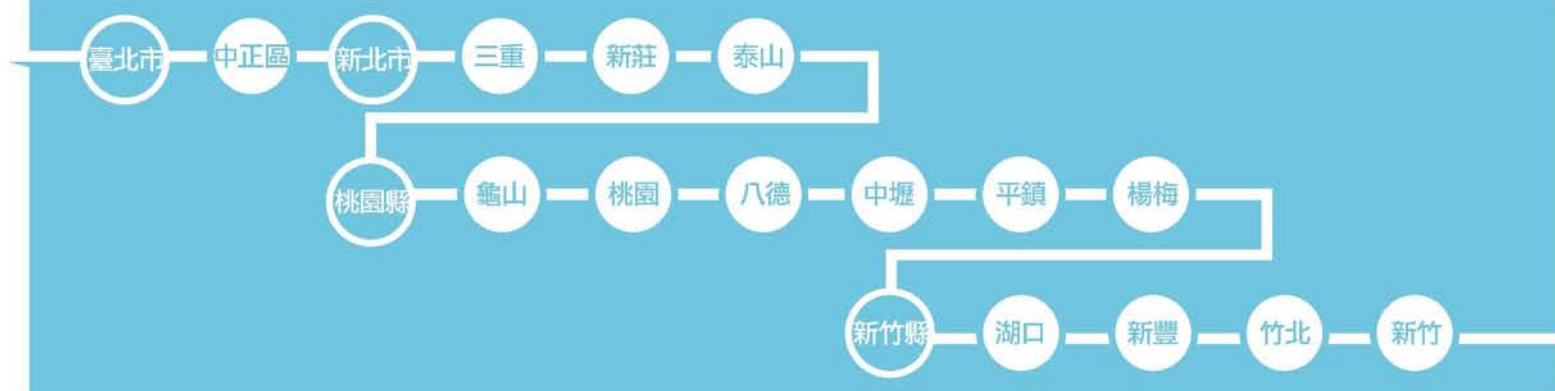 臺北市 中正區 新北市 三重 新莊 泰山
桃園縣 龜山 桃園 八德 中壢 平鎮 楊梅
新竹縣 湖口 新豐 竹北 新竹